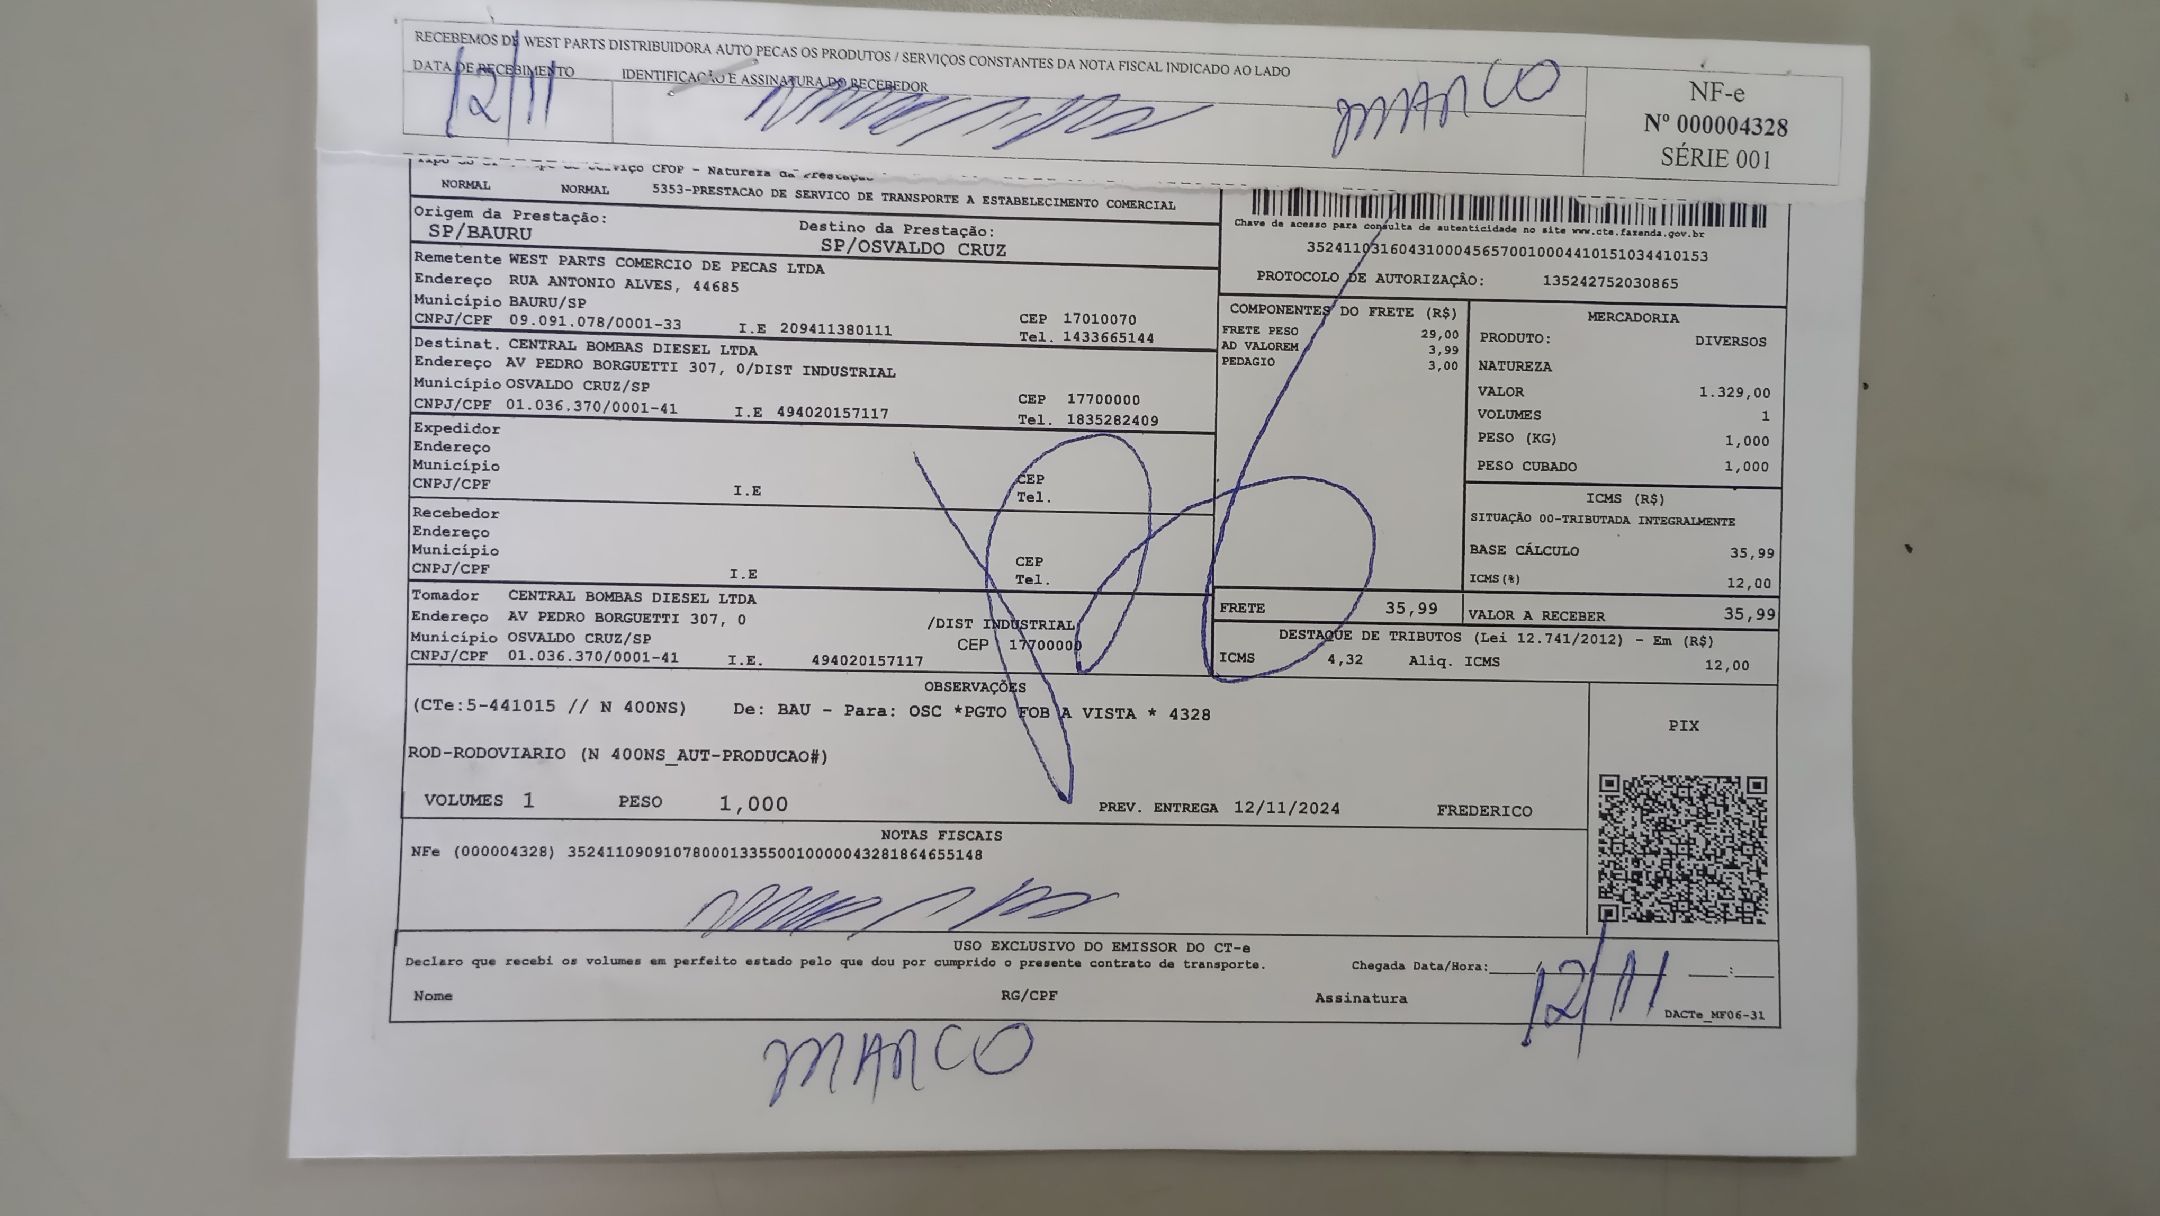 RECEBEMOS DE WEST PARTS DISTRIBUIDORA AUTO PECAS OS PRODUTOS / SERVIÇOS CONSTANTES DA NOTA FISCAL INDICADO AO LADO
DATA DE RECEBIMENTO IDENTIFICAÇÃO E ASSINATURA DO RECEBEDOR
12/11 MARCO
NF-e
Nº 000004328
SÉRIE 001
CFOP - Natureza da Prestação
NORMAL NORMAL 5353-PRESTACAO DE SERVICO DE TRANSPORTE A ESTABELECIMENTO COMERCIAL
Origem da Prestação: Destino da Prestação:
SP/BAURU SP/OSVALDO CRUZ
Remetente WEST PARTS COMERCIO DE PECAS LTDA
Endereço RUA ANTONIO ALVES, 44685
Município BAURU/SP CEP 17010070
CNPJ/CPF 09.091.078/0001-33 I.E 209411380111 Tel. 1433665144
Destinat. CENTRAL BOMBAS DIESEL LTDA
Endereço AV PEDRO BORGUETTI 307, 0/DIST INDUSTRIAL
Município OSVALDO CRUZ/SP CEP 17700000
CNPJ/CPF 01.036.370/0001-41 I.E 494020157117 Tel. 1835282409
Expedidor
Endereço
Município CEP
CNPJ/CPF I.E Tel.
Recebedor
Endereço
Município CEP
CNPJ/CPF I.E Tel.
Tomador CENTRAL BOMBAS DIESEL LTDA
Endereço AV PEDRO BORGUETTI 307, 0 /DIST INDUSTRIAL
Município OSVALDO CRUZ/SP CEP 17700000
CNPJ/CPF 01.036.370/0001-41 I.E. 494020157117
Chave de acesso para consulta de autenticidade no site www.cte.fazenda.gov.br
35241103160431000456570010004410151034410153
PROTOCOLO DE AUTORIZAÇÂO: 135242752030865
COMPONENTES DO FRETE (R$)
FRETE PESO 29,00
AD VALOREM 3,99
PEDAGIO 3,00
MERCADORIA
PRODUTO: DIVERSOS
NATUREZA
VALOR 1.329,00
VOLUMES 1
PESO (KG) 1,000
PESO CUBADO 1,000
ICMS (R$)
SITUAÇÃO 00-TRIBUTADA INTEGRALMENTE
BASE CÁLCULO 35,99
ICMS(%) 12,00
FRETE 35,99 VALOR A RECEBER 35,99
DESTAQUE DE TRIBUTOS (Lei 12.741/2012) - Em (R$)
ICMS 4,32 Aliq. ICMS 12,00
OBSERVAÇÕES
(CTe:5-441015 // N 400NS) De: BAU - Para: OSC *PGTO FOB A VISTA * 4328
ROD-RODOVIARIO (N 400NS_AUT-PRODUCAO#)
VOLUMES 1 PESO 1,000 PREV. ENTREGA 12/11/2024 FREDERICO
PIX
NOTAS FISCAIS
NFe (000004328) 35241109091078000133550010000043281864655148
USO EXCLUSIVO DO EMISSOR DO CT-e
Declaro que recebi os volumes em perfeito estado pelo que dou por cumprido o presente contrato de transporte. Chegada Data/Hora:
12/11
Nome RG/CPF Assinatura
DACTe_MF06-31
MARCO